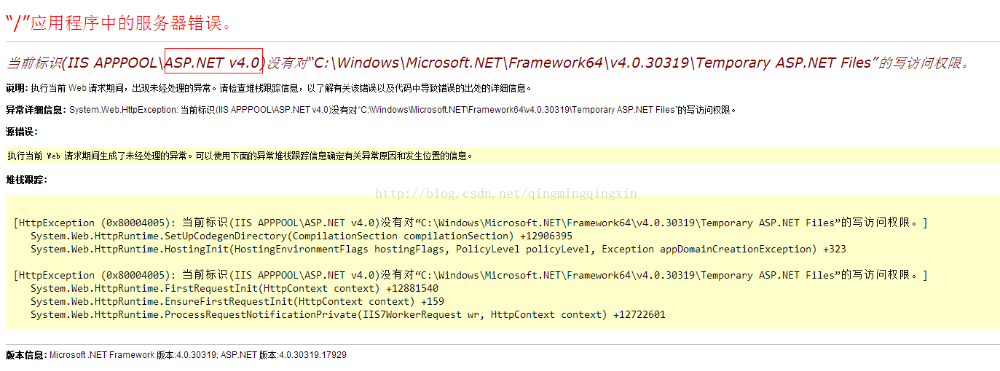 “/”应用程序中的服务器错误。
当前标识(IIS APPPOOL\ASP.NET v4.0)没有对“C:\Windows\Microsoft.NET\Framework64\v4.0.30319\Temporary ASP.NET Files”的写访问权限。
说明: 执行当前 Web 请求期间，出现未经处理的异常。请检查堆栈跟踪信息，以了解有关该错误以及代码中导致错误的出处的详细信息。
异常详细信息: System.Web.HttpException: 当前标识(IIS APPPOOL\ASP.NET v4.0)没有对“C:\Windows\Microsoft.NET\Framework64\v4.0.30319\Temporary ASP.NET Files”的写访问权限。
源错误:
执行当前 Web 请求期间生成了未经处理的异常。可以使用下面的异常堆栈跟踪信息确定有关异常原因和发生位置的信息。
堆栈跟踪:
http://blog.csdn.net/qingmingqingxin
[HttpException (0x80004005): 当前标识(IIS APPPOOL\ASP.NET v4.0)没有对“C:\Windows\Microsoft.NET\Framework64\v4.0.30319\Temporary ASP.NET Files”的写访问权限。]
System.Web.HttpRuntime.SetUpCodegenDirectory(CompilationSection compilationSection) +12906395
System.Web.HttpRuntime.HostingInit(HostingEnvironmentFlags hostingFlags, PolicyLevel policyLevel, Exception appDomainCreationException) +323
[HttpException (0x80004005): 当前标识(IIS APPPOOL\ASP.NET v4.0)没有对“C:\Windows\Microsoft.NET\Framework64\v4.0.30319\Temporary ASP.NET Files”的写访问权限。]
System.Web.HttpRuntime.FirstRequestInit(HttpContext context) +12881540
System.Web.HttpRuntime.EnsureFirstRequestInit(HttpContext context) +159
System.Web.HttpRuntime.ProcessRequestNotificationPrivate(IIS7WorkerRequest wr, HttpContext context) +12722601
版本信息: Microsoft .NET Framework 版本:4.0.30319; ASP.NET 版本:4.0.30319.17929